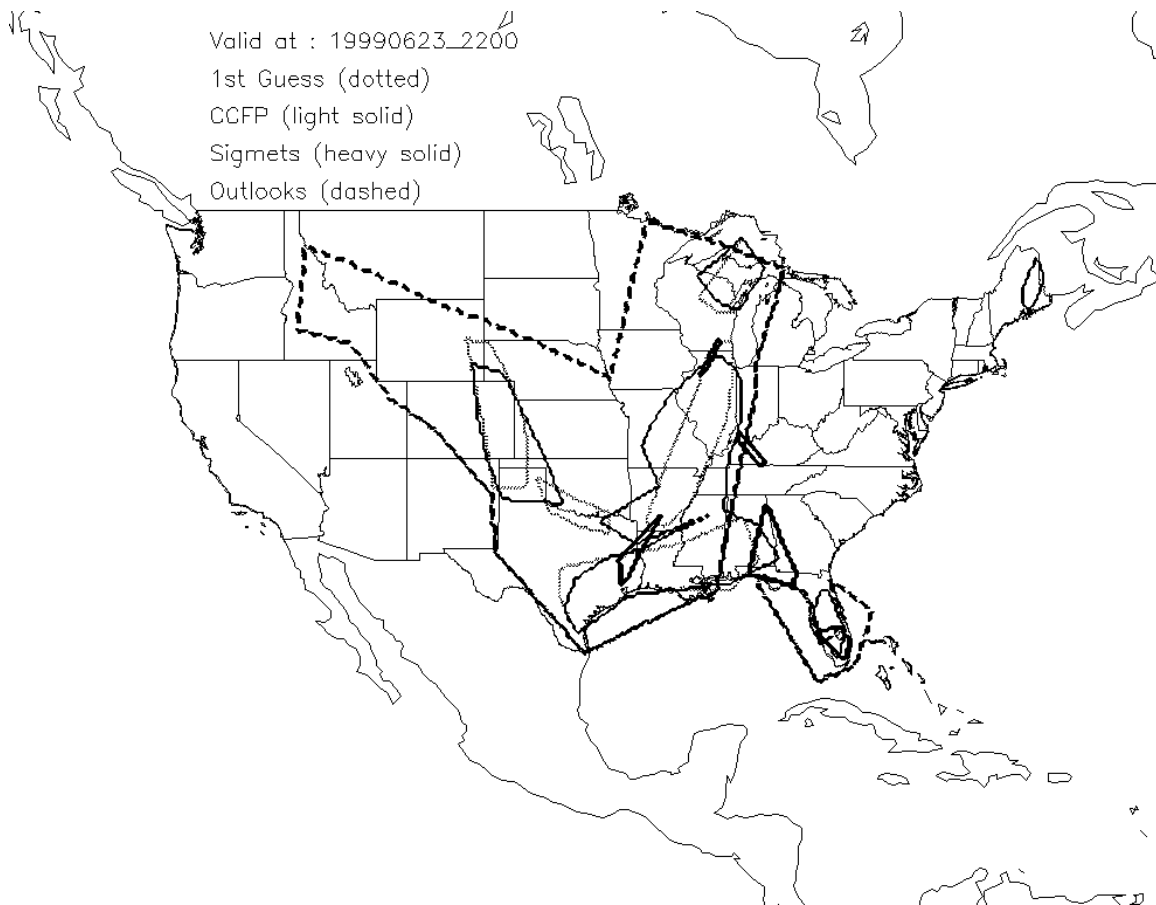 Valid at : 19990623_2200
1st Guess (dotted)
CCFP (light solid)
Sigmets (heavy solid)
Outlooks (dashed)